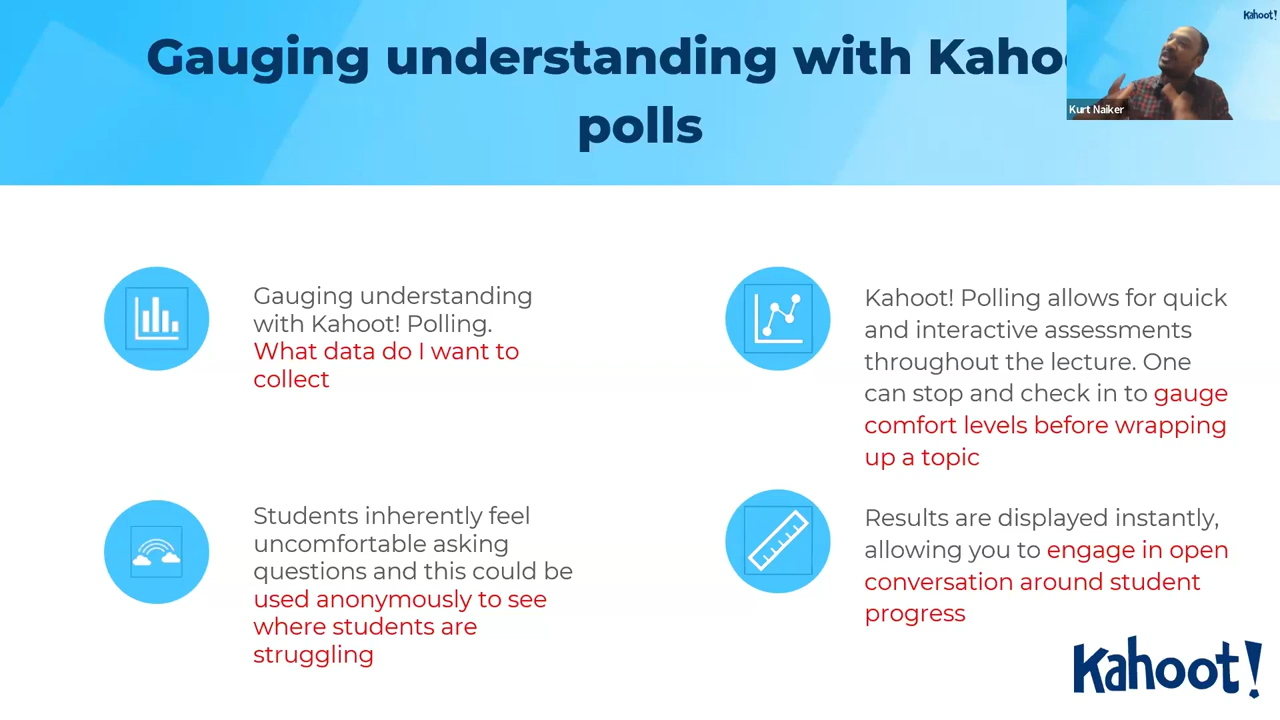 Gauging understanding with
polls
Kahoot!
Kurt Naiker
Gauging understanding
with Kahoot! Polling.
What data do I want to
collect
Kahoot! Polling allows for quick
and interactive assessments
throughout the lecture. One
can stop and check in to gauge
comfort levels before wrapping
up a topic
Students inherently feel
uncomfortable asking
questions and this could be
used anonymously to see
where students are
struggling
Results are displayed instantly,
allowing you to engage in open
conversation around student
progress
Kahoot!